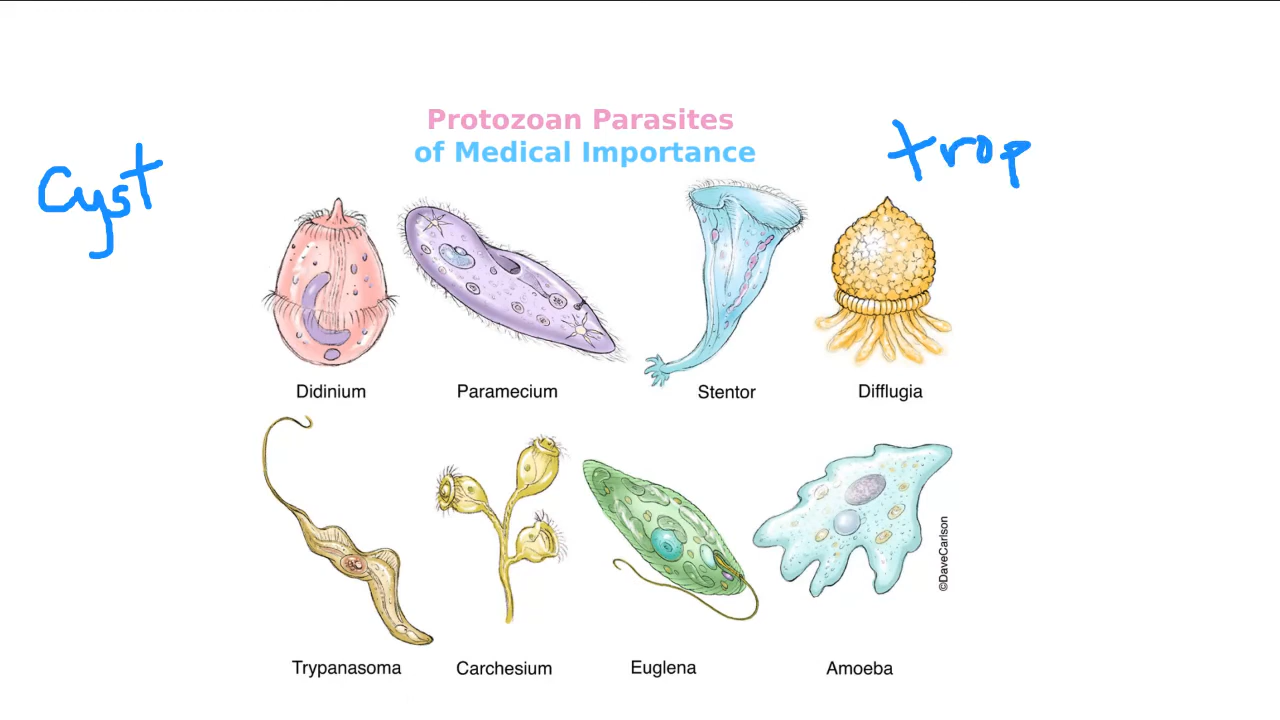 Protozoan Parasites
of Medical Importance
Cyst
trop
Didinium
Paramecium
Stentor
Difflugia
Trypanasoma
Carchesium
Euglena
Amoeba
©DaveCarlson